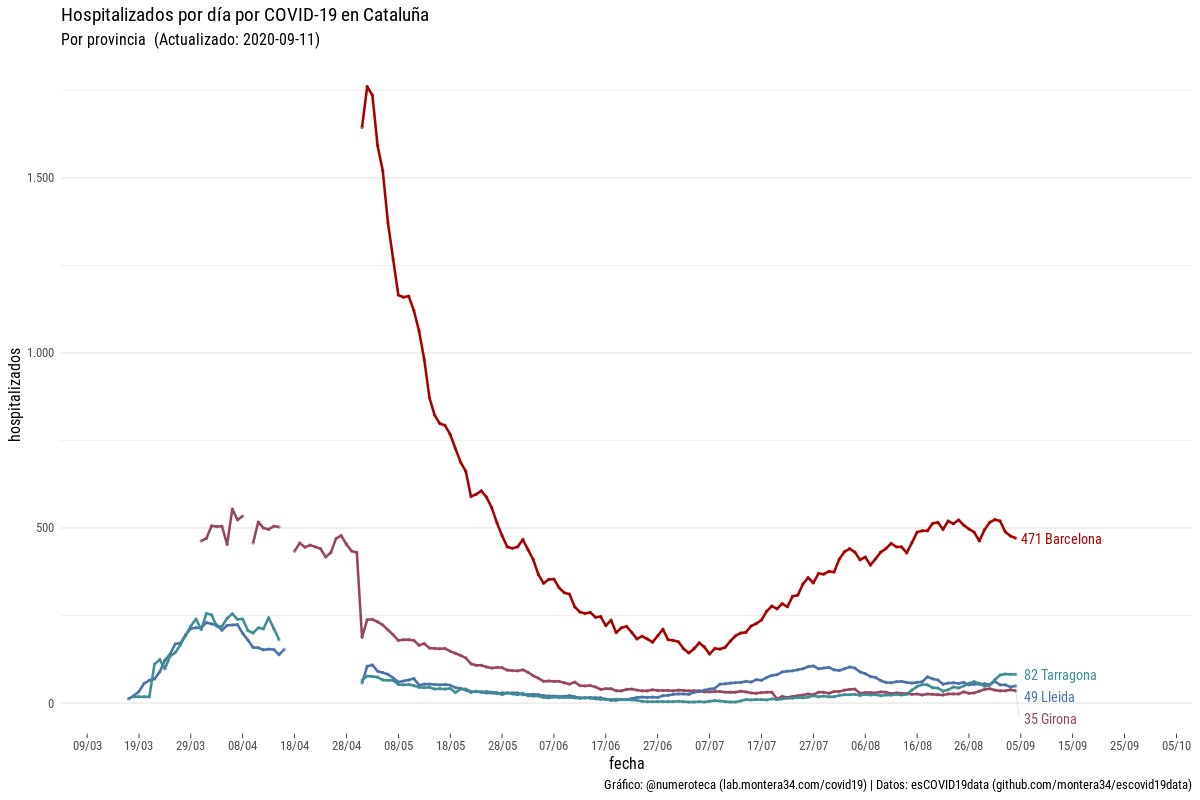 Hospitalizados por día por COVID-19 en Cataluña
Por provincia  (Actualizado: 2020-09-11)
hospitalizados
1.500
1.000
500
0
471 Barcelona
82 Tarragona
49 Lleida
35 Girona
09/03 19/03 29/03 08/04 18/04 28/04 08/05 18/05 28/05 07/06 17/06 27/06 07/07 17/07 27/07 06/08 16/08 26/08 05/09 15/09 25/09 05/10
fecha
Gráfico: @numeroteca (lab.montera34.com/covid19) | Datos: esCOVID19data (github.com/montera34/escovid19data)